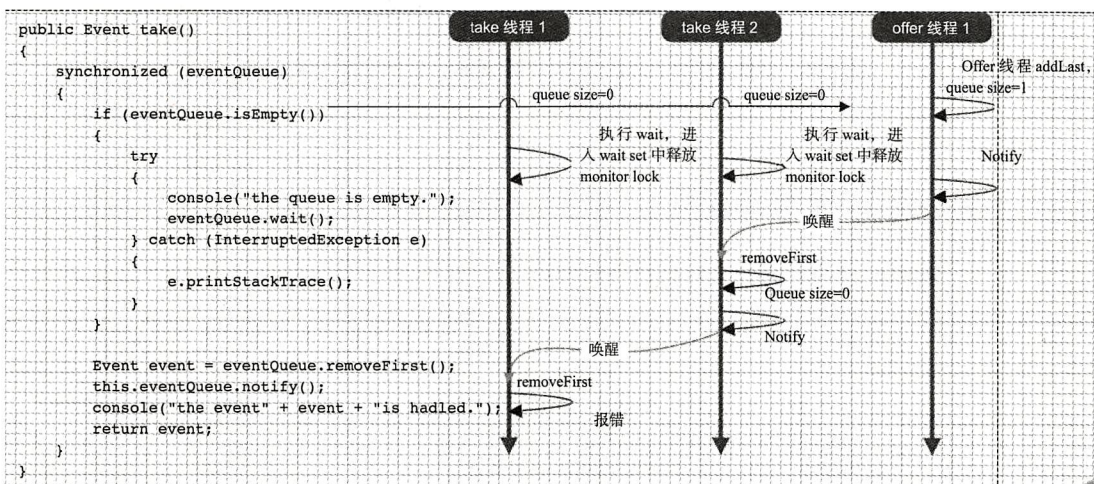 public Event take()
{
synchronized (eventQueue)
{
if (eventQueue.isEmpty())
{
try
{
console("the queue is empty.");
eventQueue.wait();
} catch (InterruptedException e)
{
e.printStackTrace();
}
}
Event event = eventQueue.removeFirst();
this.eventQueue.notify();
console("the event" + event + "is hadled.");
return event;
}
}
take 线程 1
queue size=0
执行 wait，进
入 wait set 中释放
monitor lock
唤醒
removeFirst
报错
take 线程 2
queue size=0
执行 wait，进
入 wait set 中释放
monitor lock
唤醒
removeFirst
Queue size=0
Notify
offer 线程 1
Offer 线程 addLast，
queue size=1
Notify